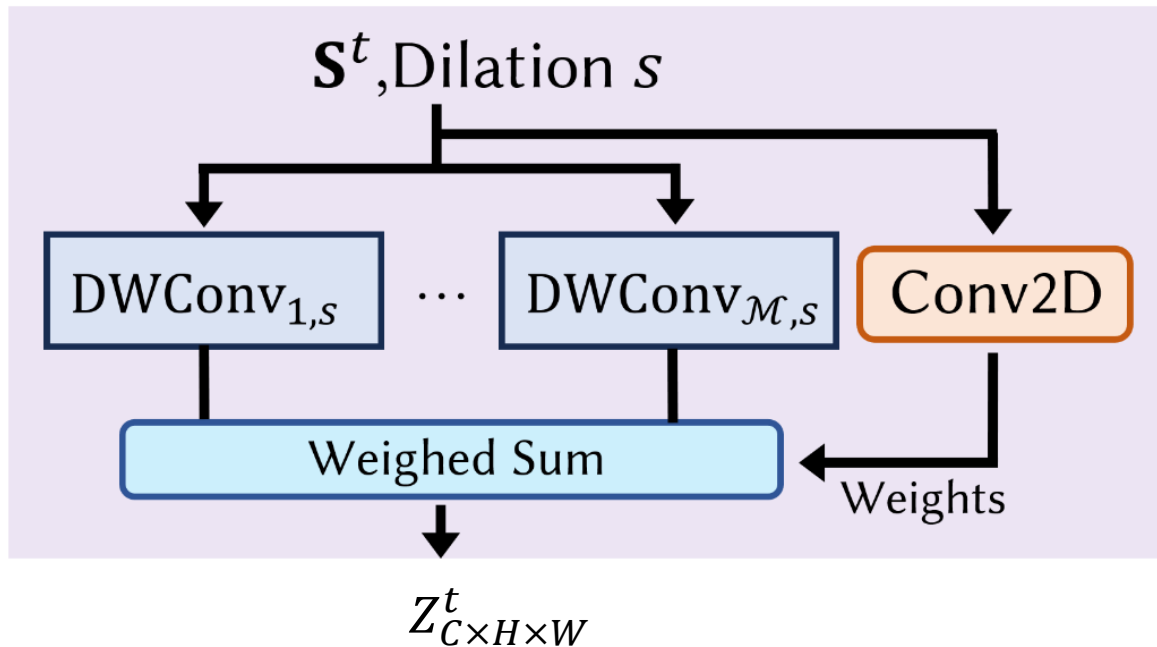 𝐒^t,Dilation s
DWConv_{1,s} ⋯ DWConv_{ℳ,s} Conv2D
Weighed Sum
Weights
Z^t_{C×H×W}